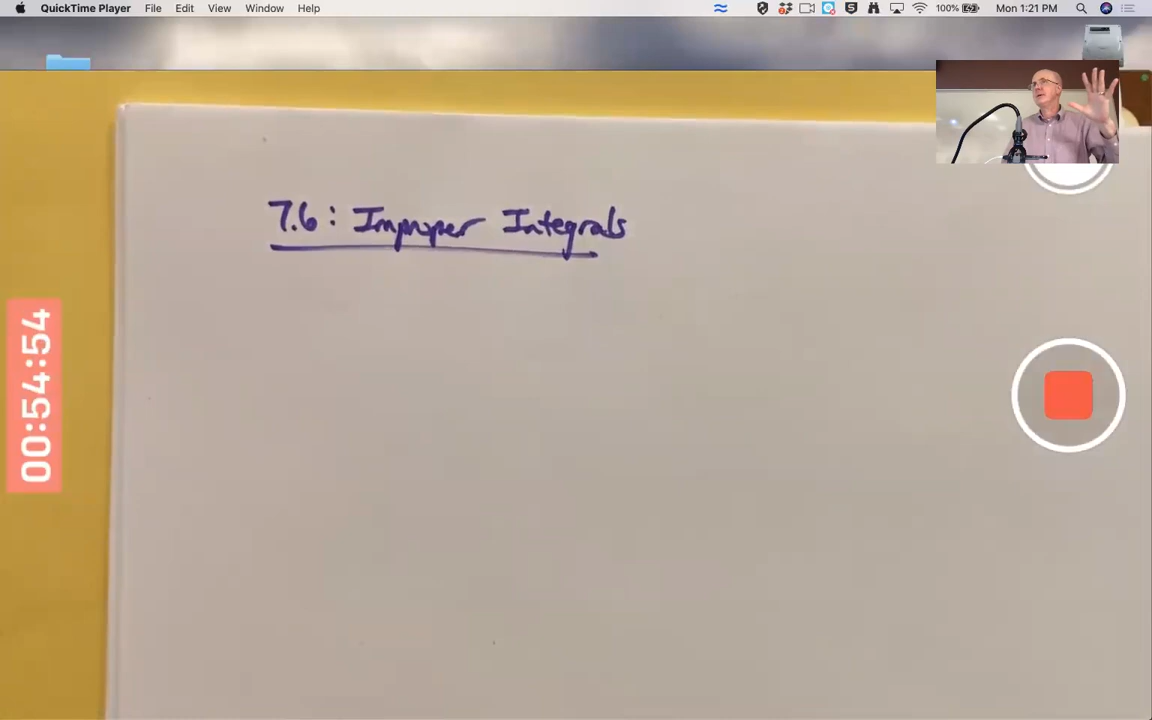 QuickTime Player File Edit View Window Help 100% Mon 1:21 PM
7.6: Improper Integrals
00:54:54